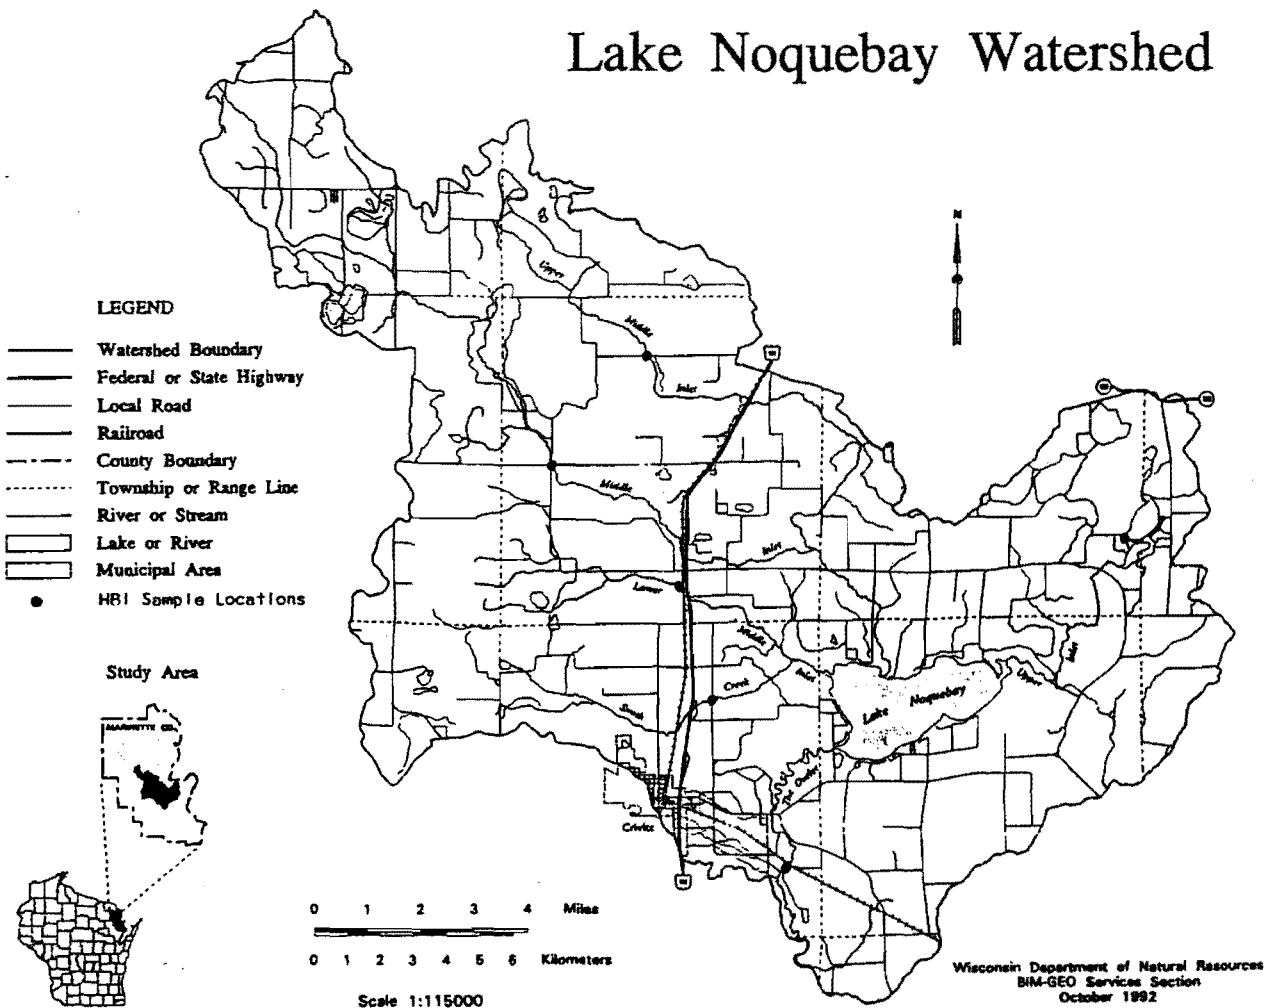 Lake Noquebay Watershed
N
LEGEND
Watershed Boundary
Federal or State Highway
Local Road
Railroad
County Boundary
Township or Range Line
River or Stream
Lake or River
Municipal Area
HBI Sample Locations
Upper
Middle
Inlet
Middle
Inlet
Lower
Middle
Inlet
Creek
South
Lake Noquebay
Upper
Inlet
The Outlet
Crivitz
Study Area
MARINETTE CO.
0 1 2 3 4 Miles
0 1 2 3 4 5 6 Kilometers
Scale 1:115000
Wisconsin Department of Natural Resources
BIM-GEO Services Section
October 1992